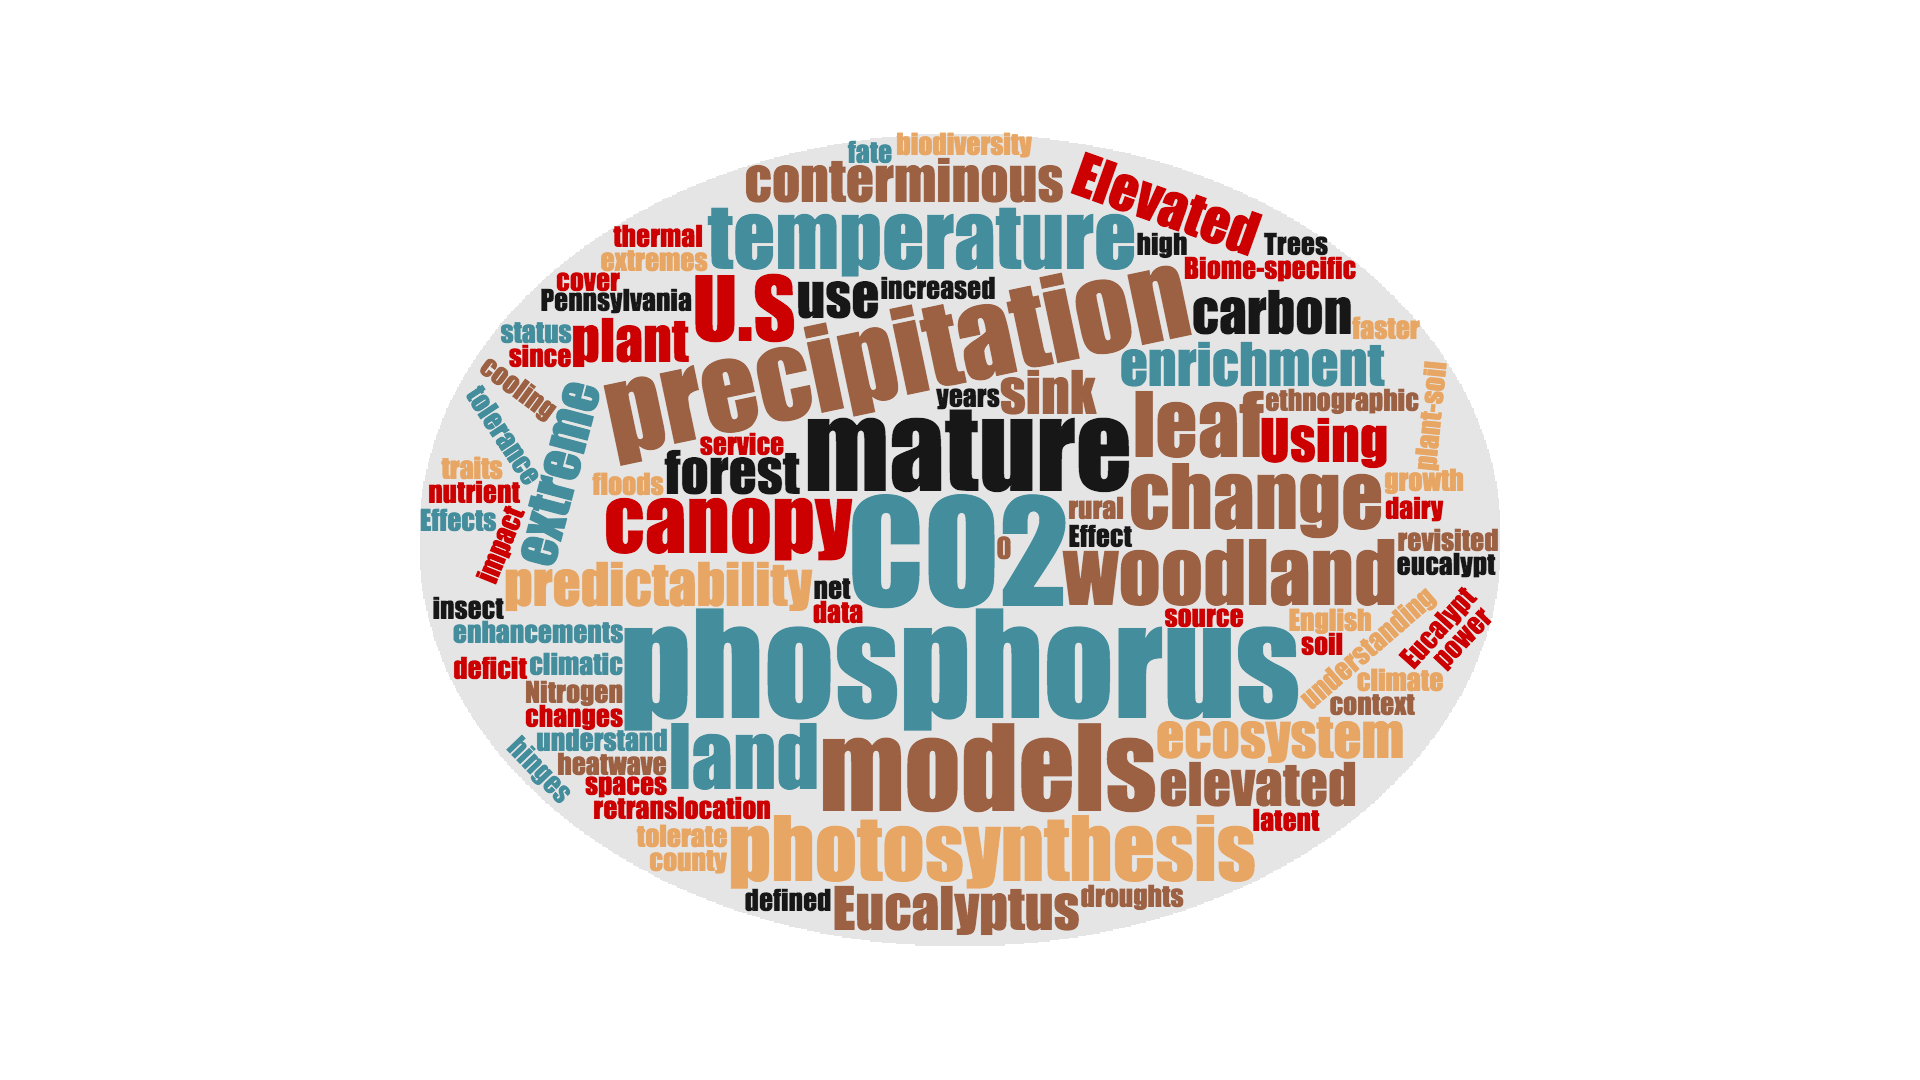 fate
biodiversity
conterminous
Elevated
thermal
temperature
high
Trees
extremes
Biome-specific
cover
Pennsylvania
U.S
use
increased
precipitation
carbon
faster
status
plant
since
enrichment
cooling
tolerance
extreme
years
sink
leaf
ethnographic
plant-soil
service
mature
Using
traits
floods
forest
change
growth
nutrient
canopy
CO2
rural
dairy
Effects
impact
o
Effect
woodland
revisited
eucalypt
predictability
net
insect
data
source
English
understanding
Eucalypt
power
enhancements
phosphorus
soil
deficit
climatic
climate
Nitrogen
context
changes
understand
land
models
ecosystem
hinges
heatwave
spaces
elevated
retranslocation
latent
tolerate
photosynthesis
county
defined
Eucalyptus
droughts